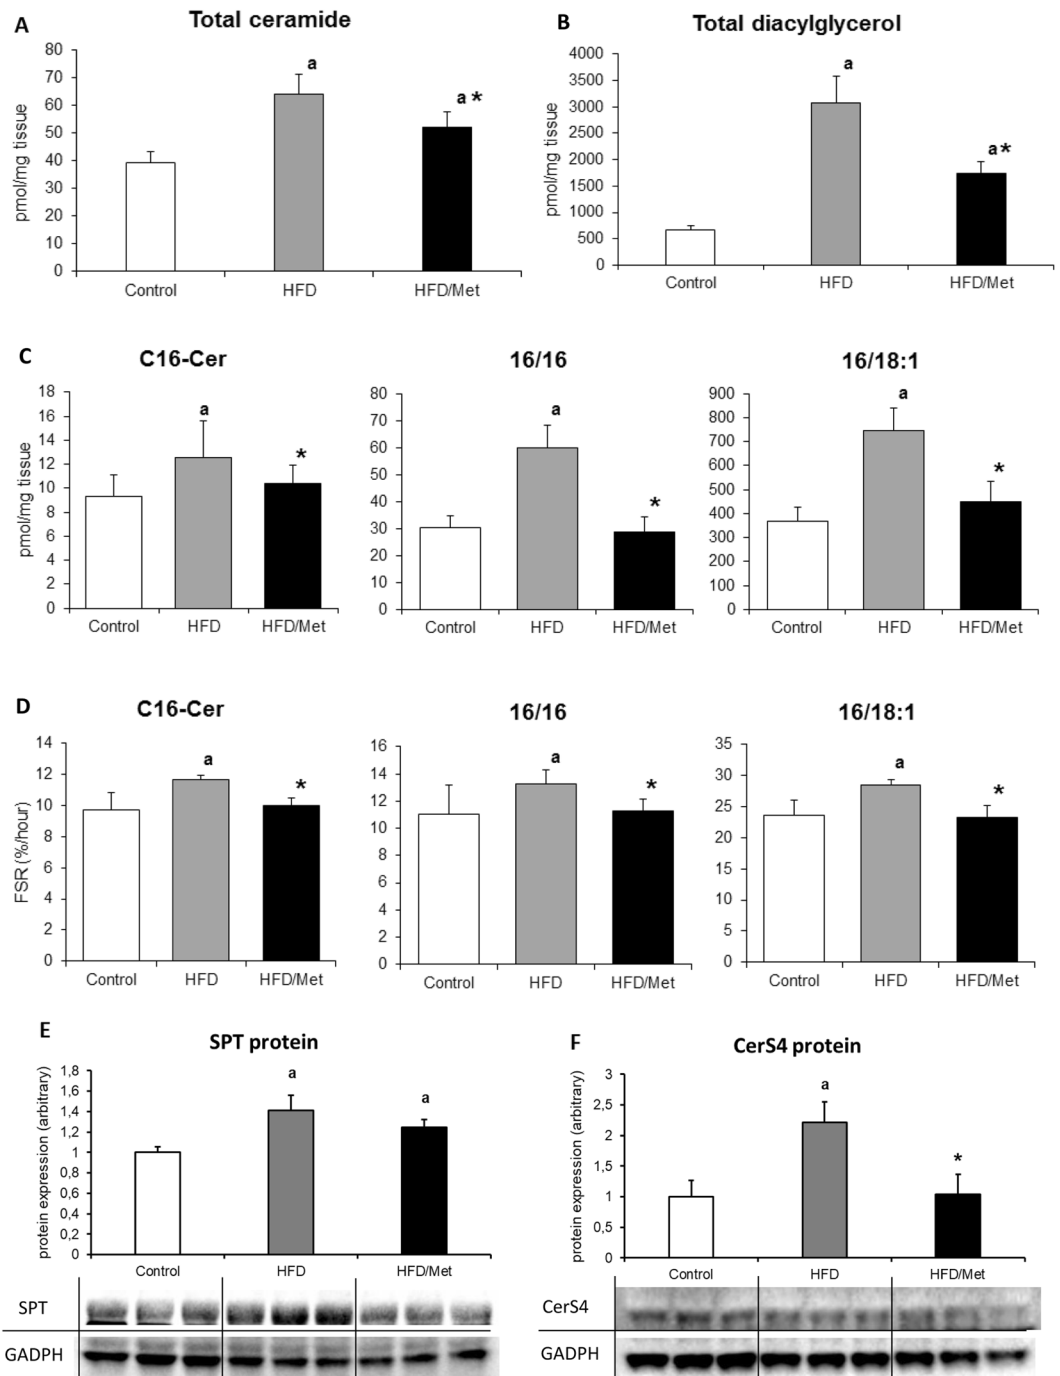 A
Total ceramide
80
70
60
50
40
30
20
10
0
pmol/mg tissue
a
a *
Control
HFD
HFD/Met
B
Total diacylglycerol
4000
3500
3000
2500
2000
1500
1000
500
0
pmol/mg tissue
a
a *
Control
HFD
HFD/Met
C
C16-Cer
18
16
14
12
10
8
6
4
2
0
pmol/mg tissue
a
*
Control
HFD
HFD/Met
16/16
80
70
60
50
40
30
20
10
0
a
*
Control
HFD
HFD/Met
16/18:1
900
800
700
600
500
400
300
200
100
0
a
*
Control
HFD
HFD/Met
D
C16-Cer
14
12
10
8
6
4
2
0
FSR (%/hour)
a
*
Control
HFD
HFD/Met
16/16
16
14
12
10
8
6
4
2
0
a
*
Control
HFD
HFD/Met
16/18:1
35
30
25
20
15
10
5
0
a
*
Control
HFD
HFD/Met
E
SPT protein
1,8
1,6
1,4
1,2
1
0,8
0,6
0,4
0,2
0
protein expression (arbitrary)
a
a
Control
HFD
HFD/Met
SPT
GADPH
F
CerS4 protein
3
2,5
2
1,5
1
0,5
0
protein expression (arbitrary)
a
*
Control
HFD
HFD/Met
CerS4
GADPH